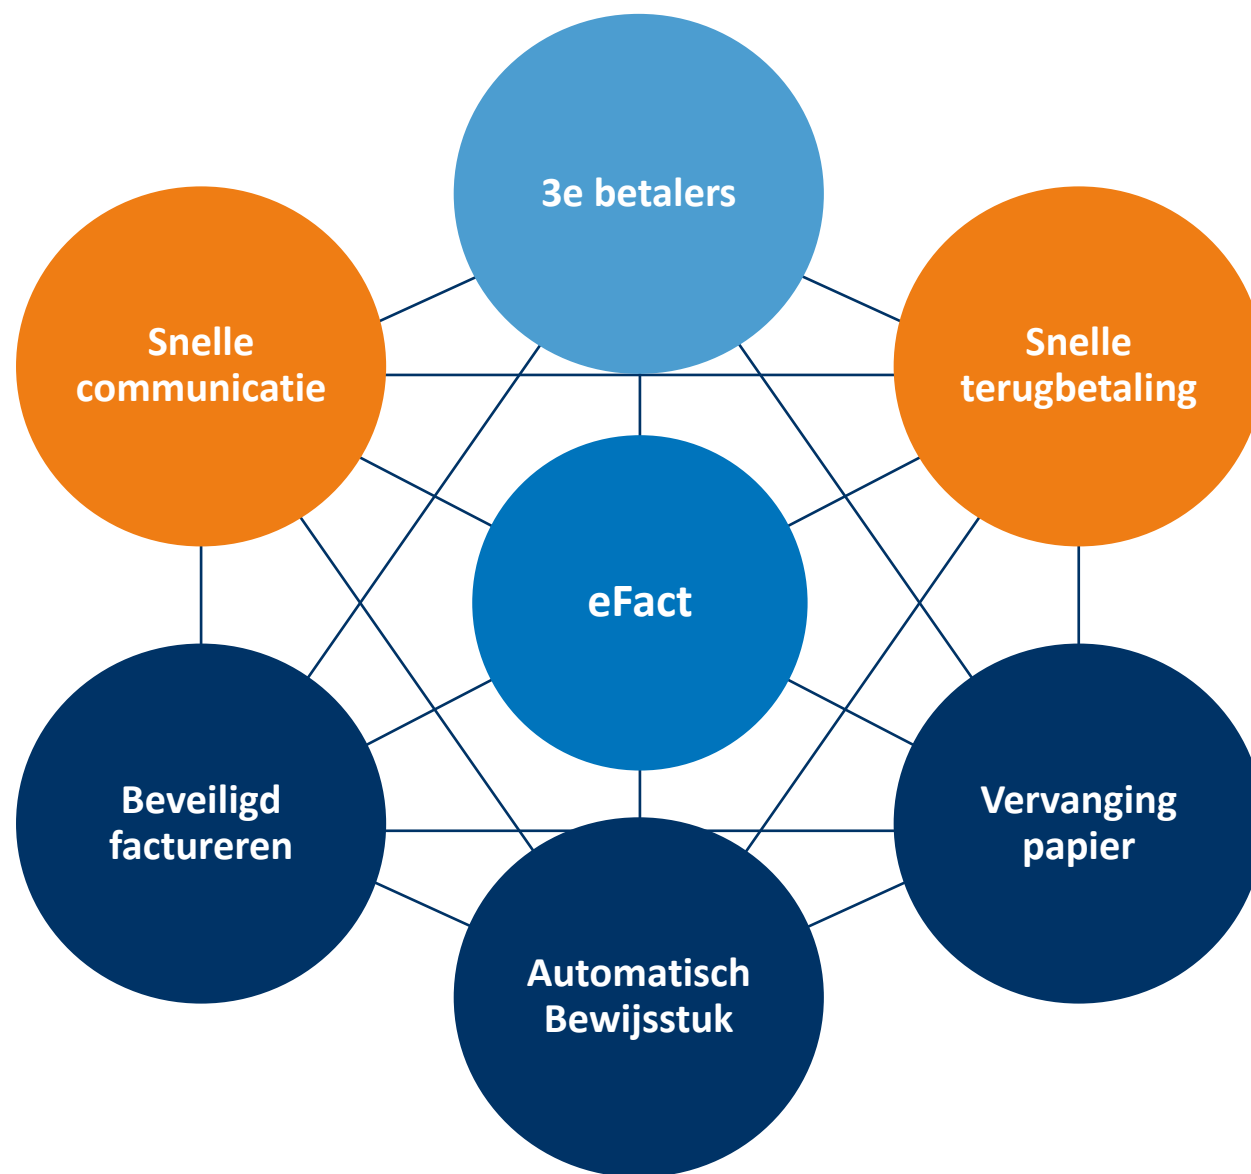 3e betalers
Snelle
communicatie
Snelle
terugbetaling
eFact
Beveiligd
factureren
Vervanging
papier
Automatisch
Bewijsstuk